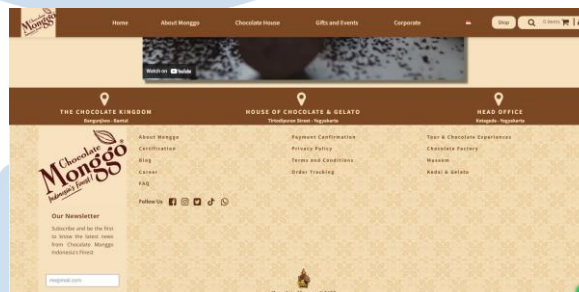 Chocolate
Monggo
Home
About Monggo
Chocolate House
Gifts and Events
Corporate
Shop
0 items
Watch on YouTube
THE CHOCOLATE KINGDOM
Bangunjiwo - Bantul
HOUSE OF CHOCOLATE & GELATO
Tirtodipuran Street - Yogyakarta
HEAD OFFICE
Kotagede - Yogyakarta
Chocolate
Monggo
Indonesia's Finest!
About Monggo
Certification
Blog
Career
FAQ
Payment Confirmation
Privacy Policy
Terms and Conditions
Order Tracking
Tour & Chocolate Experiences
Chocolate Factory
Museum
Kedai & Gelato
Follow Us
Our Newsletter
Subscribe and be the first
to know the latest news
from Chocolate Monggo
Indonesia's Finest